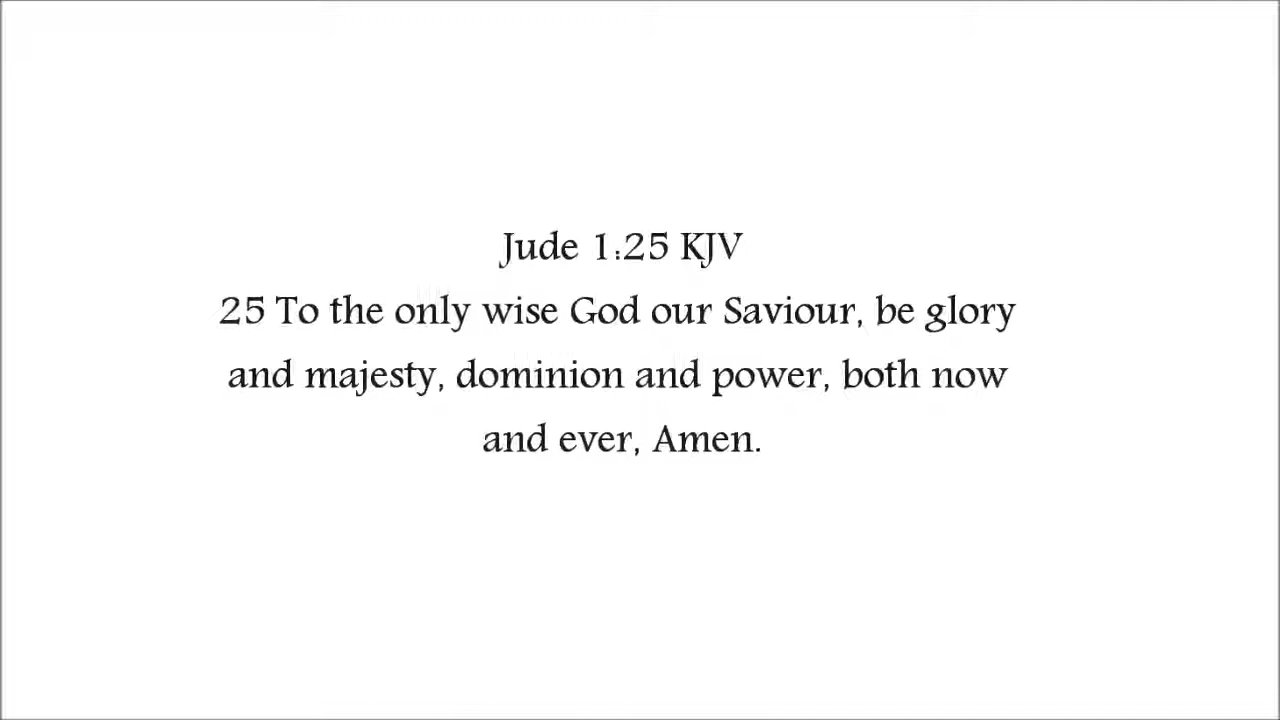 Jude 1:25 KJV
25 To the only wise God our Saviour, be glory
and majesty, dominion and power, both now
and ever, Amen.